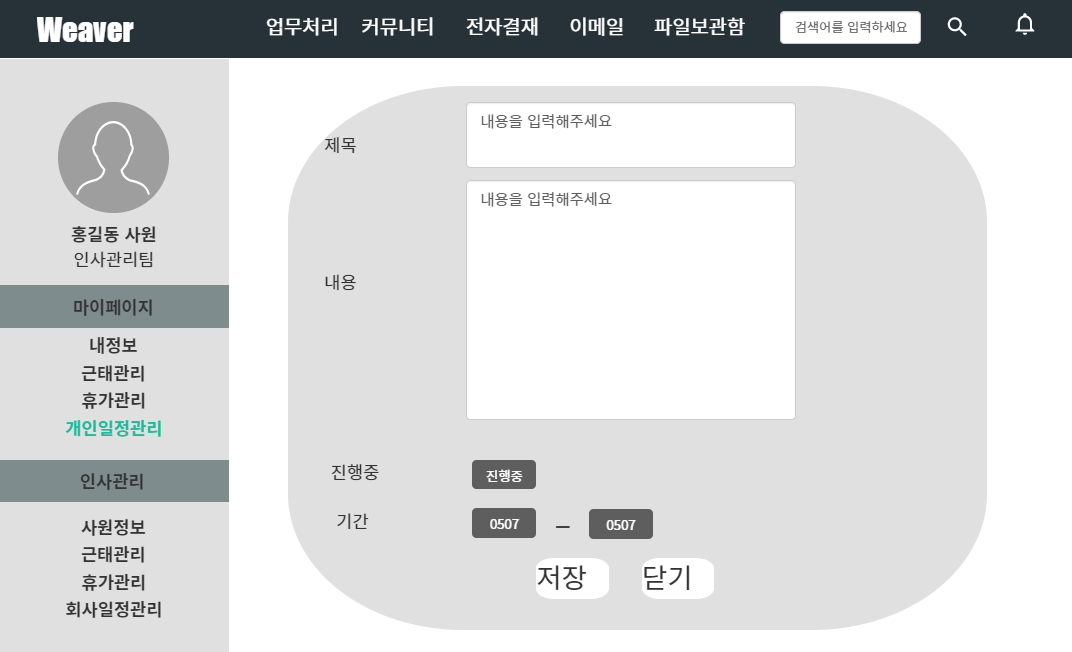 Weaver
업무처리
커뮤니티
전자결재
이메일
파일보관함
검색어를 입력하세요
홍길동 사원
인사관리팀
마이페이지
내정보
근태관리
휴가관리
개인일정관리
인사관리
사원정보
근태관리
휴가관리
회사일정관리
제목
내용을 입력해주세요
내용
내용을 입력해주세요
진행중
진행중
기간
0507 – 0507
저장
닫기